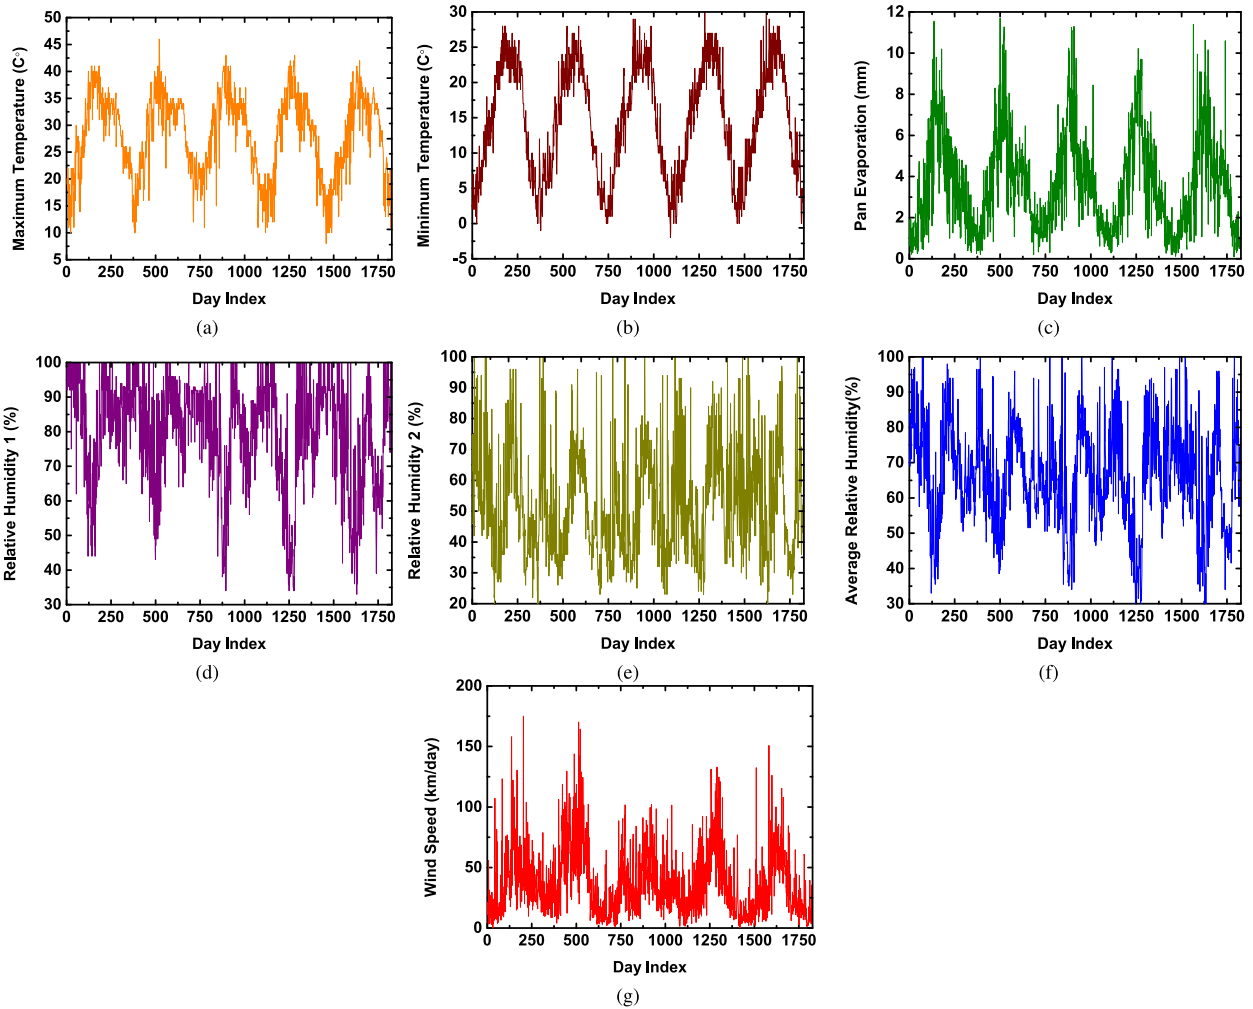 50
45
40
35
30
25
20
15
10
5
Maximum Temperature (C°)
0 250 500 750 1000 1250 1500 1750
Day Index
(a)
30
25
20
15
10
5
0
-5
Minimum Temperature (C°)
0 250 500 750 1000 1250 1500 1750
Day Index
(b)
12
10
8
6
4
2
0
Pan Evaporation (mm)
0 250 500 750 1000 1250 1500 1750
Day Index
(c)
100
90
80
70
60
50
40
30
Relative Humidity 1 (%)
0 250 500 750 1000 1250 1500 1750
Day Index
(d)
100
90
80
70
60
50
40
30
20
Relative Humidity 2 (%)
0 250 500 750 1000 1250 1500 1750
Day Index
(e)
100
90
80
70
60
50
40
30
Average Relative Humidity(%)
0 250 500 750 1000 1250 1500 1750
Day Index
(f)
200
150
100
50
0
Wind Speed (km/day)
0 250 500 750 1000 1250 1500 1750
Day Index
(g)